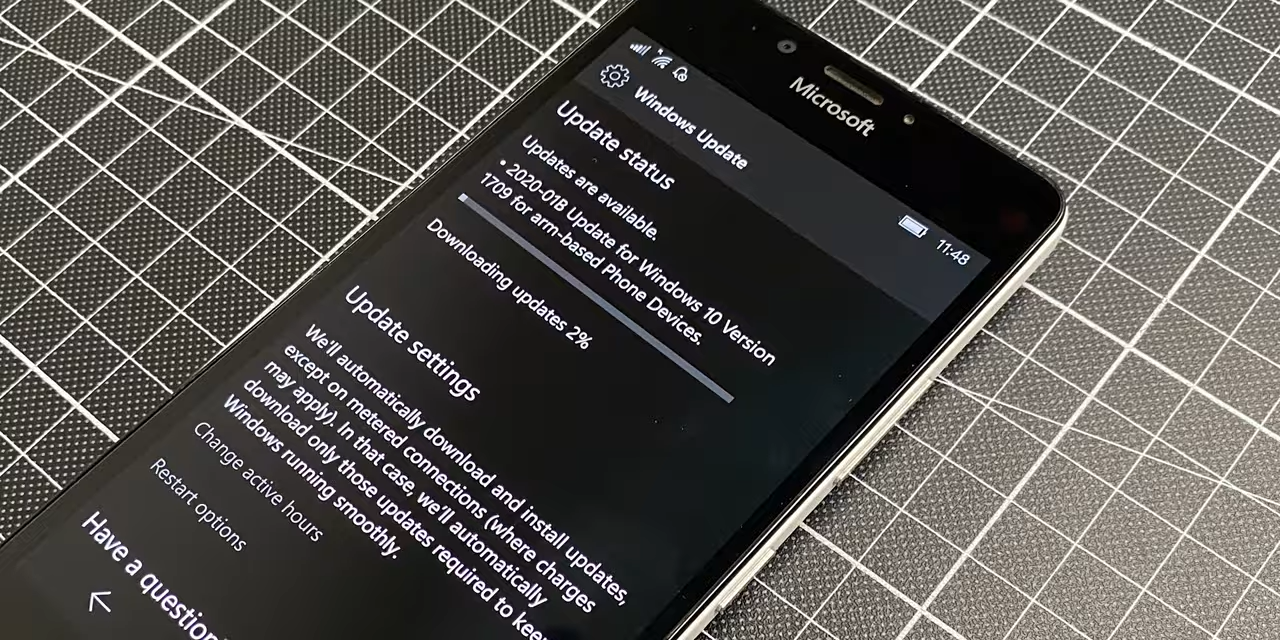 Microsoft
11:48
Windows Update
Update status
Updates are available.
• 2020-01B Update for Windows 10 Version
1709 for arm-based Phone Devices.
Downloading updates 2%
Update settings
We'll automatically download and install updates,
except on metered connections (where charges
may apply). In that case, we'll automatically
download only those updates required to keep
Windows running smoothly.
Change active hours
Restart options
Have a question